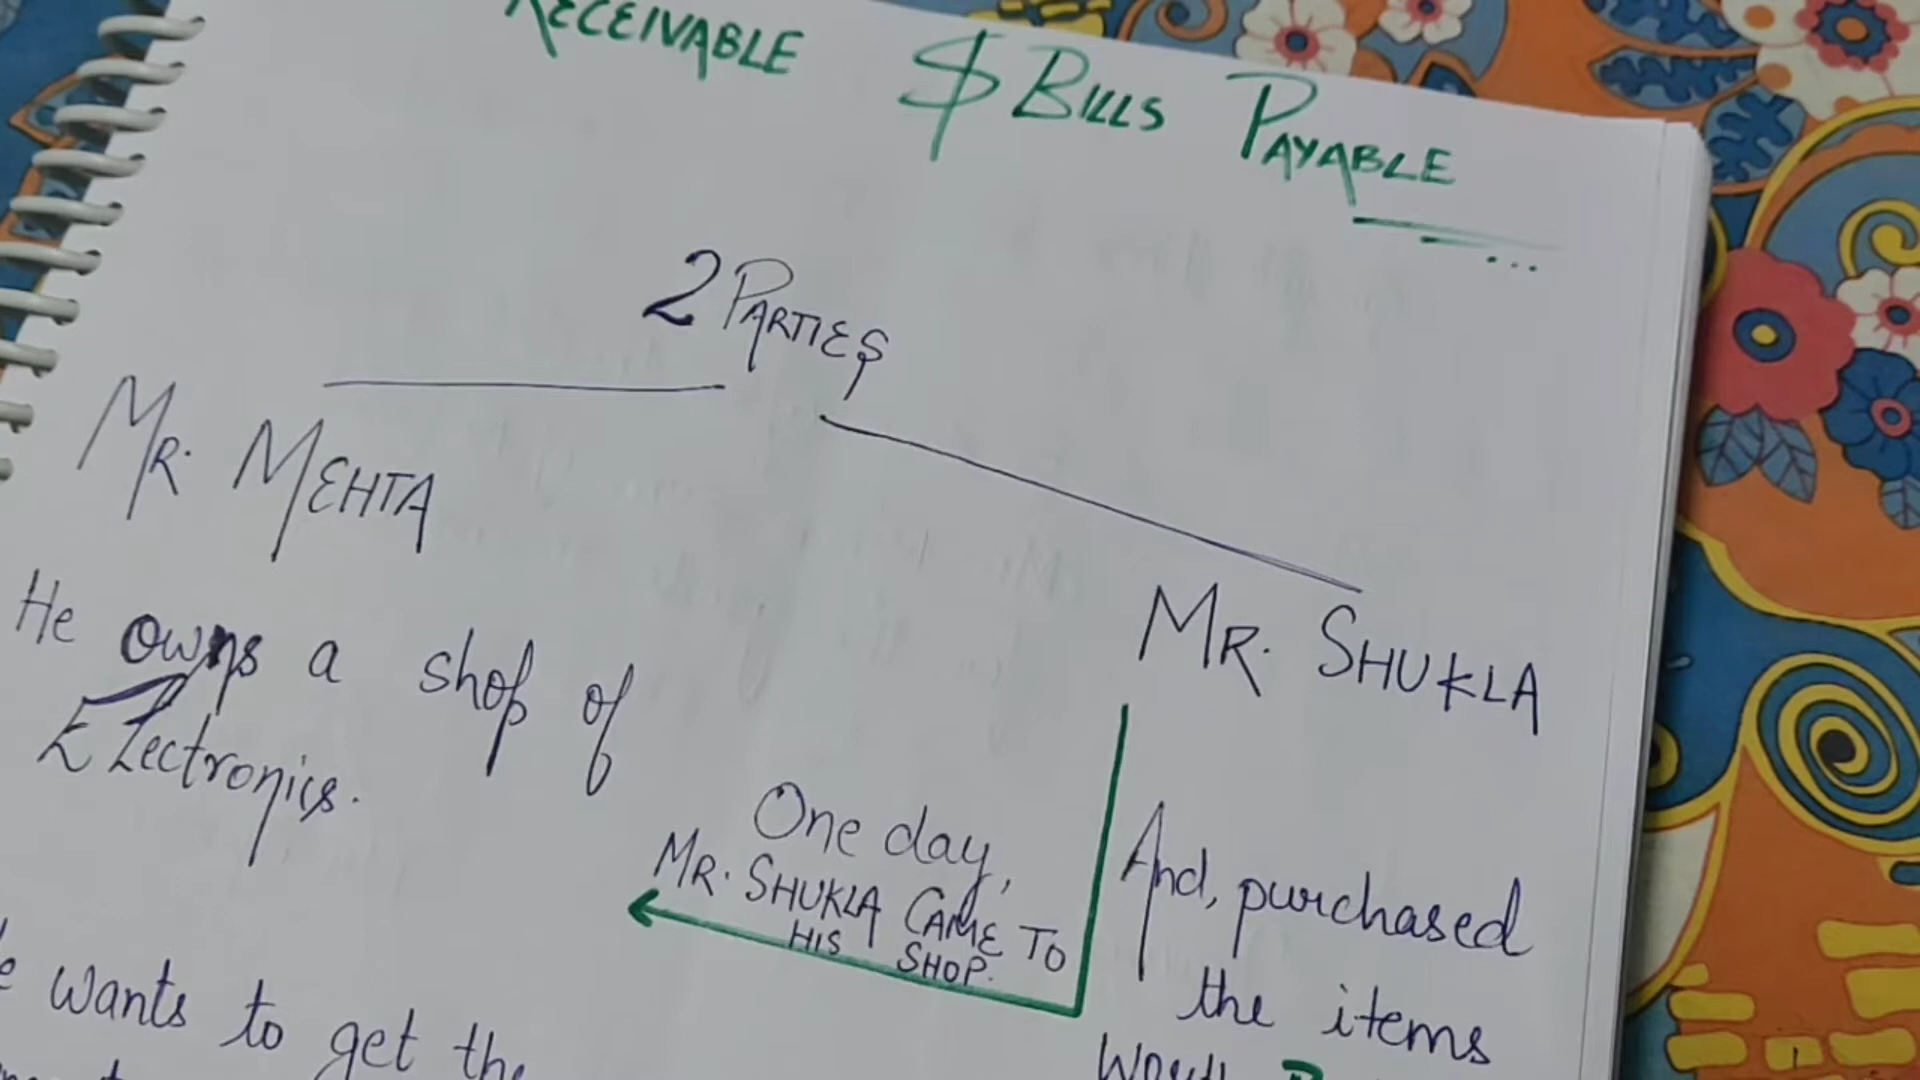 RECEIVABLE $ BILLS PAYABLE
2 PARTIES
MR. MEHTA
He owns a shop of
Electronics.
wants to get the
MR. SHUKLA
One day,
MR. SHUKLA CAME TO
HIS SHOP.
And, purchased
the items